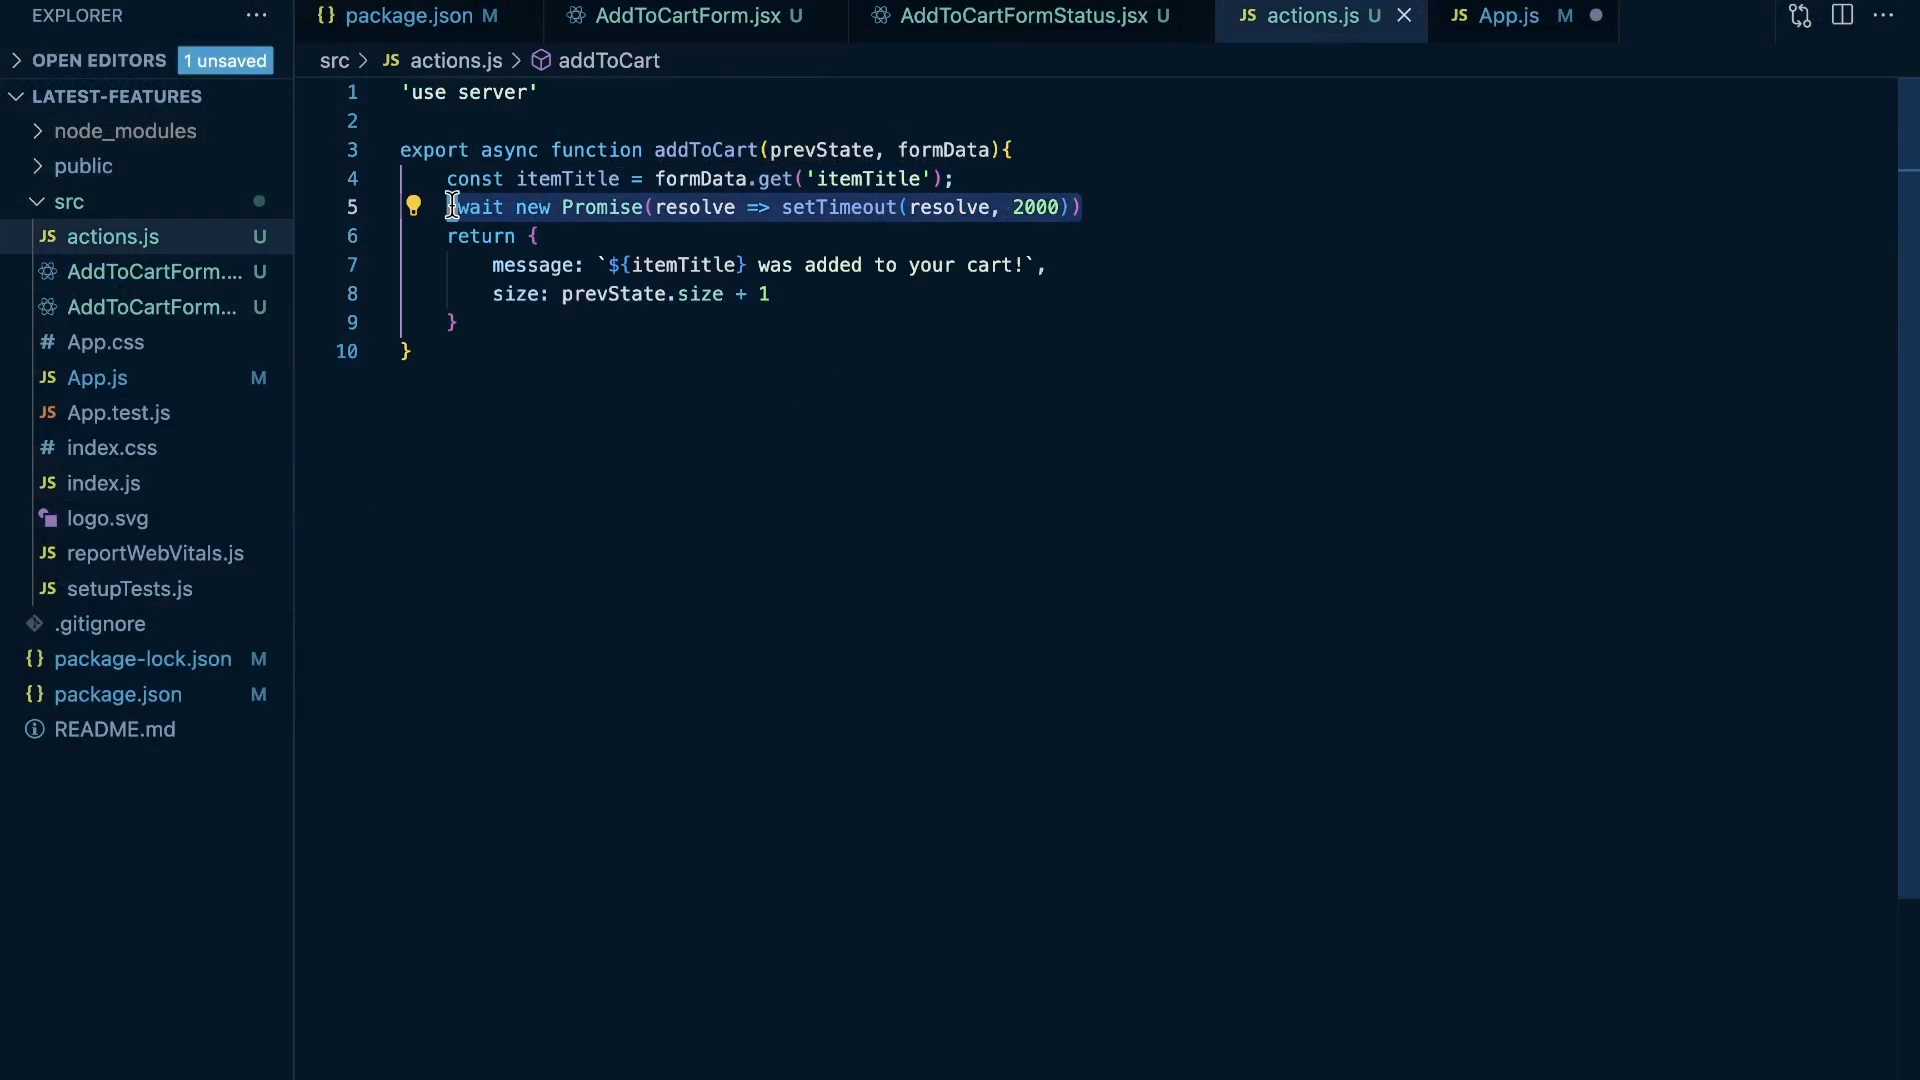 EXPLORER
OPEN EDITORS 1 unsaved
LATEST-FEATURES
node_modules
public
src
JS actions.js U
AddToCartForm.... U
AddToCartForm... U
# App.css
JS App.js M
JS App.test.js
# index.css
JS index.js
logo.svg
JS reportWebVitals.js
JS setupTests.js
.gitignore
{} package-lock.json M
{} package.json M
README.md
{} package.json M
AddToCartForm.jsx U
AddToCartFormStatus.jsx U
JS actions.js U
JS App.js M
src > JS actions.js > addToCart
1 'use server'
2
3 export async function addToCart(prevState, formData){
4 const itemTitle = formData.get('itemTitle');
5 await new Promise(resolve => setTimeout(resolve, 2000))
6 return {
7 message: `${itemTitle} was added to your cart!`,
8 size: prevState.size + 1
9 }
10 }